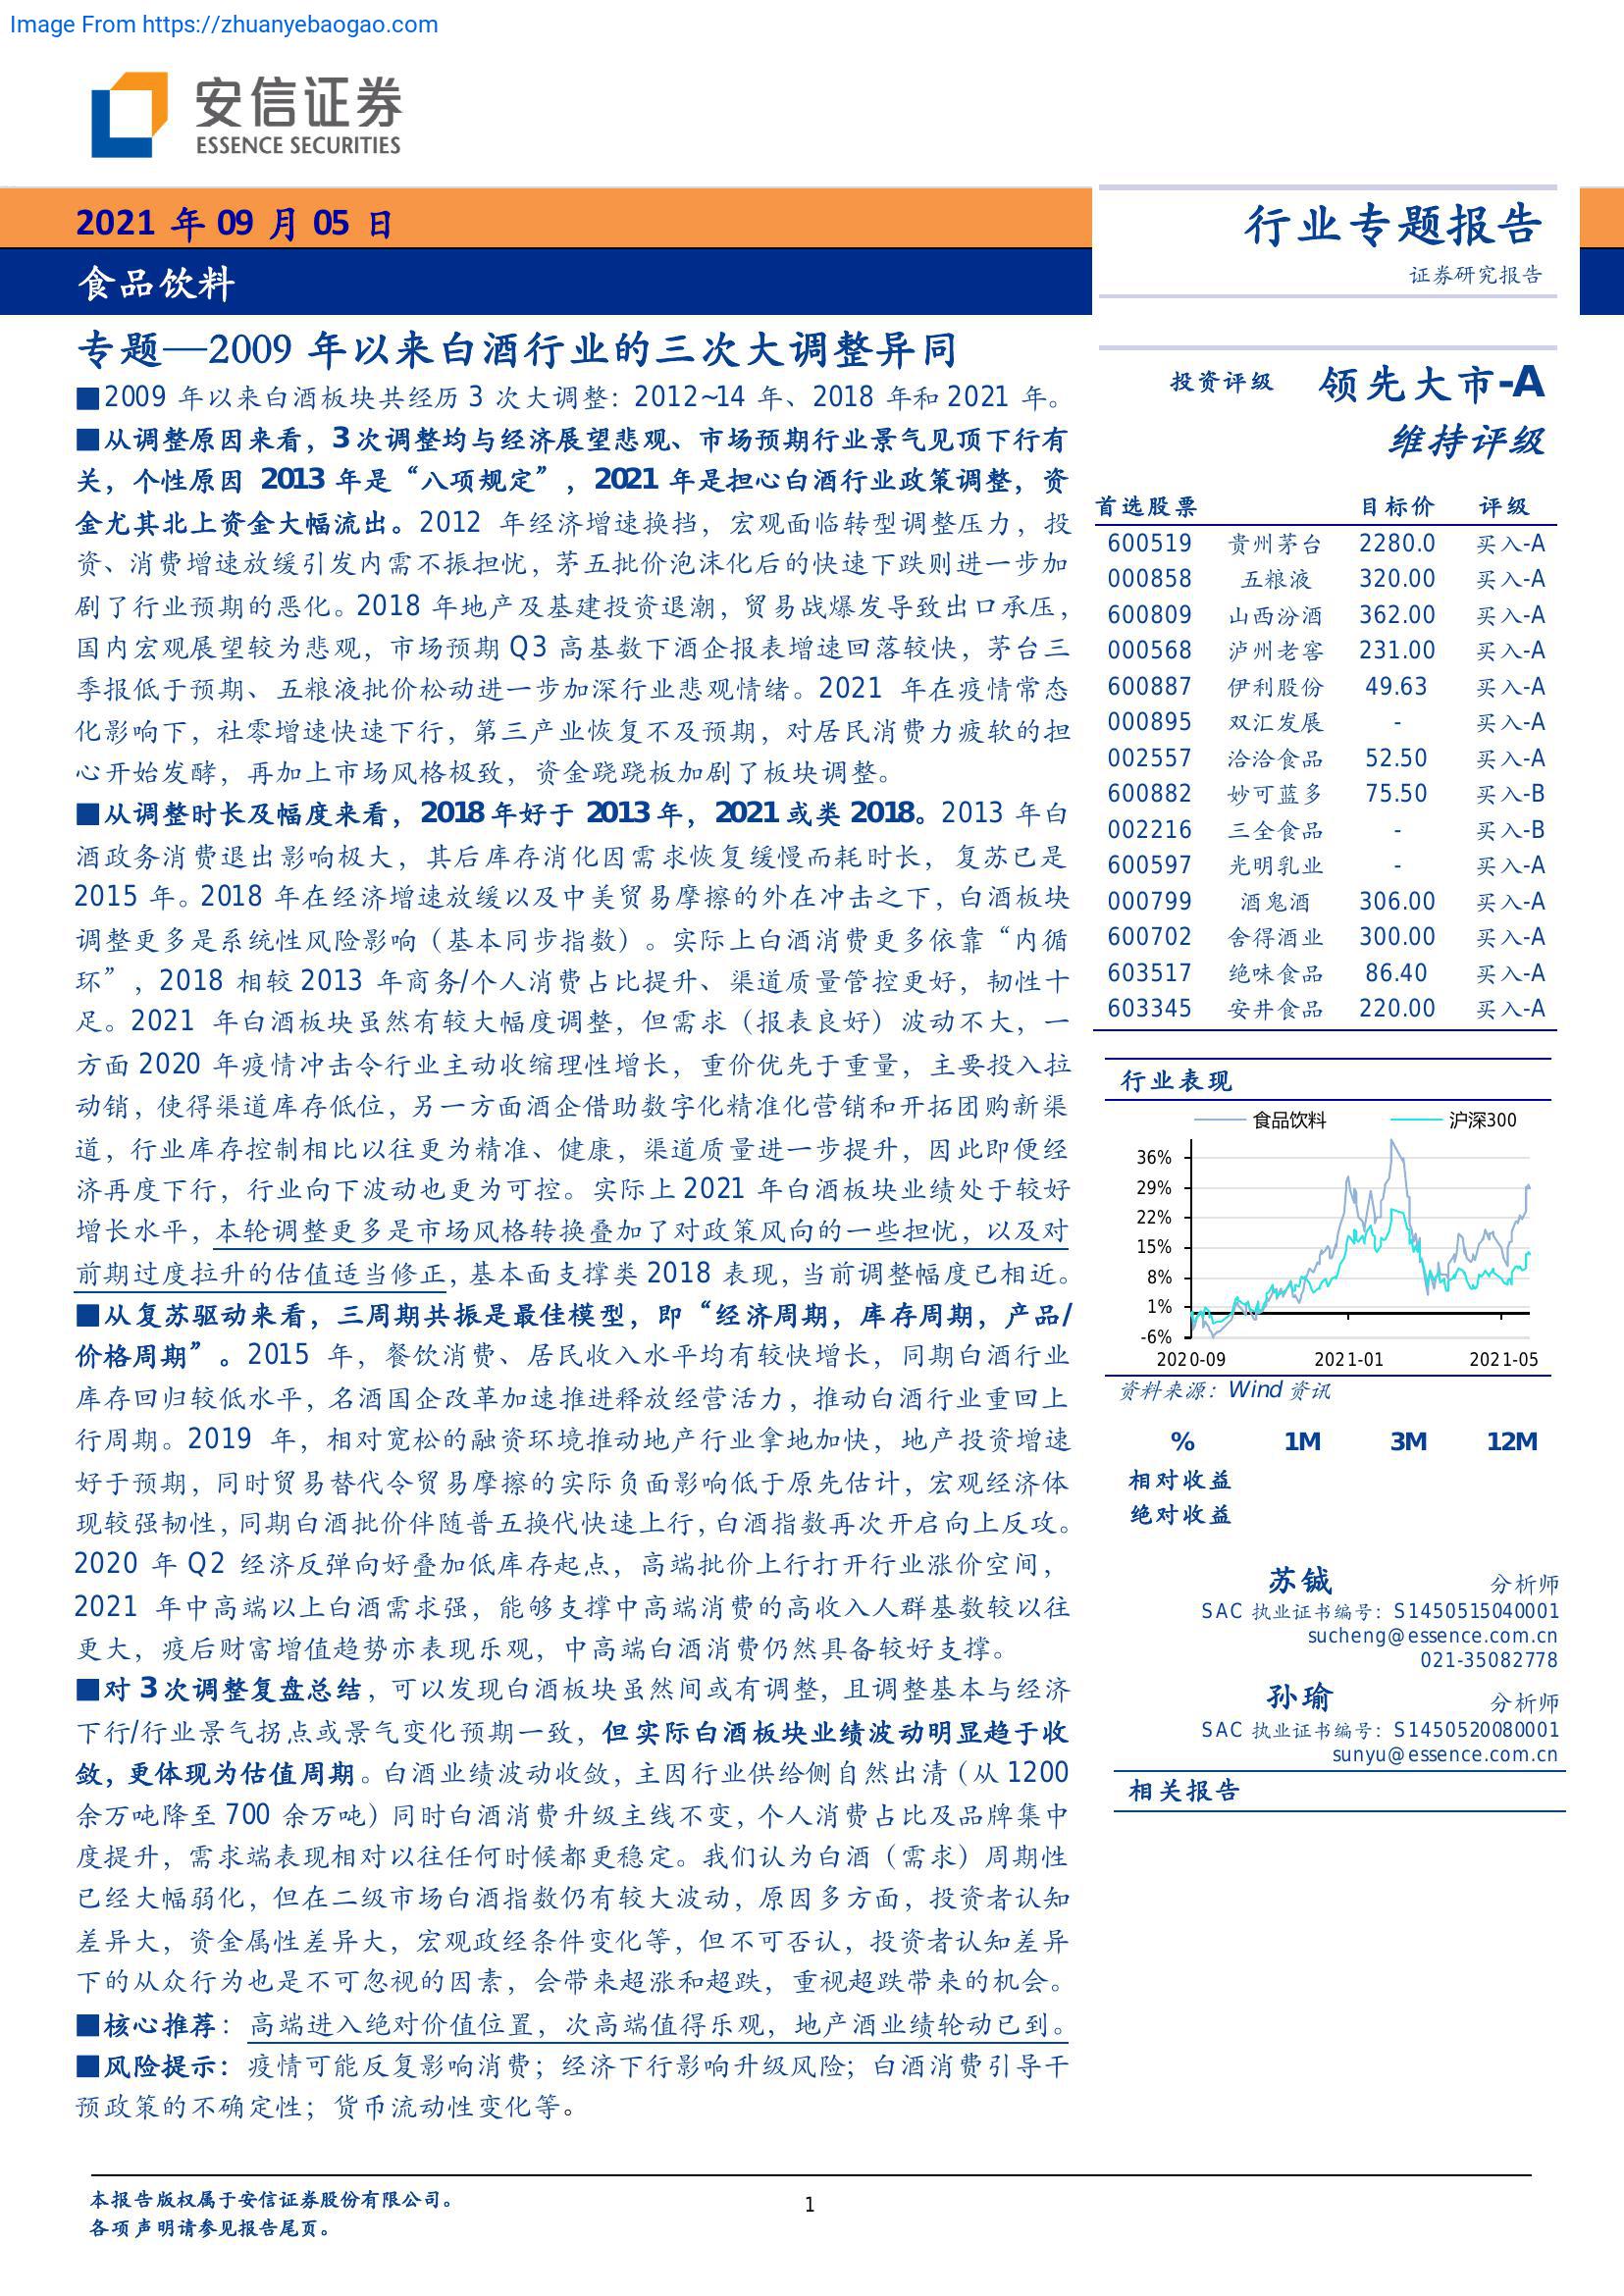 Image From https://zhuanyebaogao.com
安信证券
ESSENCE SECURITIES
2021 年 09 月 05 日
食品饮料
行业专题报告
证券研究报告
专题—2009 年以来白酒行业的三次大调整异同
■2009 年以来白酒板块共经历 3 次大调整：2012~14 年、2018 年和 2021 年。
■从调整原因来看，3 次调整均与经济展望悲观、市场预期行业景气见顶下行有
关，个性原因 2013 年是“八项规定”，2021 年是担心白酒行业政策调整，资
金尤其北上资金大幅流出。2012 年经济增速换挡，宏观面临转型调整压力，投
资、消费增速放缓引发内需不振担忧，茅五批价泡沫化后的快速下跌则进一步加
剧了行业预期的恶化。2018 年地产及基建投资退潮，贸易战爆发导致出口承压，
国内宏观展望较为悲观，市场预期 Q3 高基数下酒企报表增速回落较快，茅台三
季报低于预期、五粮液批价松动进一步加深行业悲观情绪。2021 年在疫情常态
化影响下，社零增速快速下行，第三产业恢复不及预期，对居民消费力疲软的担
心开始发酵，再加上市场风格极致，资金跷跷板加剧了板块调整。
■从调整时长及幅度来看，2018 年好于 2013 年，2021 或类 2018。2013 年白
酒政务消费退出影响极大，其后库存消化因需求恢复缓慢而耗时长，复苏已是
2015 年。2018 年在经济增速放缓以及中美贸易摩擦的外在冲击之下，白酒板块
调整更多是系统性风险影响（基本同步指数）。实际上白酒消费更多依靠“内循
环”，2018 相较 2013 年商务/个人消费占比提升、渠道质量管控更好，韧性十
足。2021 年白酒板块虽然有较大幅度调整，但需求（报表良好）波动不大，一
方面 2020 年疫情冲击令行业主动收缩理性增长，重价优先于重量，主要投入拉
动销，使得渠道库存低位，另一方面酒企借助数字化精准化营销和开拓团购新渠
道，行业库存控制相比以往更为精准、健康，渠道质量进一步提升，因此即便经
济再度下行，行业向下波动也更为可控。实际上 2021 年白酒板块业绩处于较好
增长水平，本轮调整更多是市场风格转换叠加了对政策风向的一些担忧，以及对
前期过度拉升的估值适当修正，基本面支撑类 2018 表现，当前调整幅度已相近。
■从复苏驱动来看，三周期共振是最佳模型，即“经济周期，库存周期，产品/
价格周期”。2015 年，餐饮消费、居民收入水平均有较快增长，同期白酒行业
库存回归较低水平，名酒国企改革加速推进释放经营活力，推动白酒行业重回上
行周期。2019 年，相对宽松的融资环境推动地产行业拿地加快，地产投资增速
好于预期，同时贸易替代令贸易摩擦的实际负面影响低于原先估计，宏观经济体
现较强韧性，同期白酒批价伴随普五换代快速上行，白酒指数再次开启向上反攻。
2020 年 Q2 经济反弹向好叠加低库存起点，高端批价上行打开行业涨价空间，
2021 年中高端以上白酒需求强，能够支撑中高端消费的高收入人群基数较以往
更大，疫后财富增值趋势亦表现乐观，中高端白酒消费仍然具备较好支撑。
■对 3 次调整复盘总结，可以发现白酒板块虽然间或有调整，且调整基本与经济
下行/行业景气拐点或景气变化预期一致，但实际白酒板块业绩波动明显趋于收
敛，更体现为估值周期。白酒业绩波动收敛，主因行业供给侧自然出清（从 1200
余万吨降至 700 余万吨）同时白酒消费升级主线不变，个人消费占比及品牌集中
度提升，需求端表现相对以往任何时候都更稳定。我们认为白酒（需求）周期性
已经大幅弱化，但在二级市场白酒指数仍有较大波动，原因多方面，投资者认知
差异大，资金属性差异大，宏观政经条件变化等，但不可否认，投资者认知差异
下的从众行为也是不可忽视的因素，会带来超涨和超跌，重视超跌带来的机会。
■核心推荐：高端进入绝对价值位置，次高端值得乐观，地产酒业绩轮动已到。
■风险提示：疫情可能反复影响消费；经济下行影响升级风险；白酒消费引导干
预政策的不确定性；货币流动性变化等。
投资评级 领先大市-A
维持评级
首选股票 目标价 评级
600519 贵州茅台 2280.0 买入-A
000858 五粮液 320.00 买入-A
600809 山西汾酒 362.00 买入-A
000568 泸州老窖 231.00 买入-A
600887 伊利股份 49.63 买入-A
000895 双汇发展 - 买入-A
002557 洽洽食品 52.50 买入-A
600882 妙可蓝多 75.50 买入-B
002216 三全食品 - 买入-B
600597 光明乳业 - 买入-A
000799 酒鬼酒 306.00 买入-A
600702 舍得酒业 300.00 买入-A
603517 绝味食品 86.40 买入-A
603345 安井食品 220.00 买入-A
行业表现
食品饮料 沪深300
36%
29%
22%
15%
8%
1%
-6%
2020-09 2021-01 2021-05
资料来源：Wind 资讯
% 1M 3M 12M
相对收益
绝对收益
苏铖 分析师
SAC 执业证书编号：S1450515040001
sucheng@essence.com.cn
021-35082778
孙瑜 分析师
SAC 执业证书编号：S1450520080001
sunyu@essence.com.cn
相关报告
本报告版权属于安信证券股份有限公司。
各项声明请参见报告尾页。
1